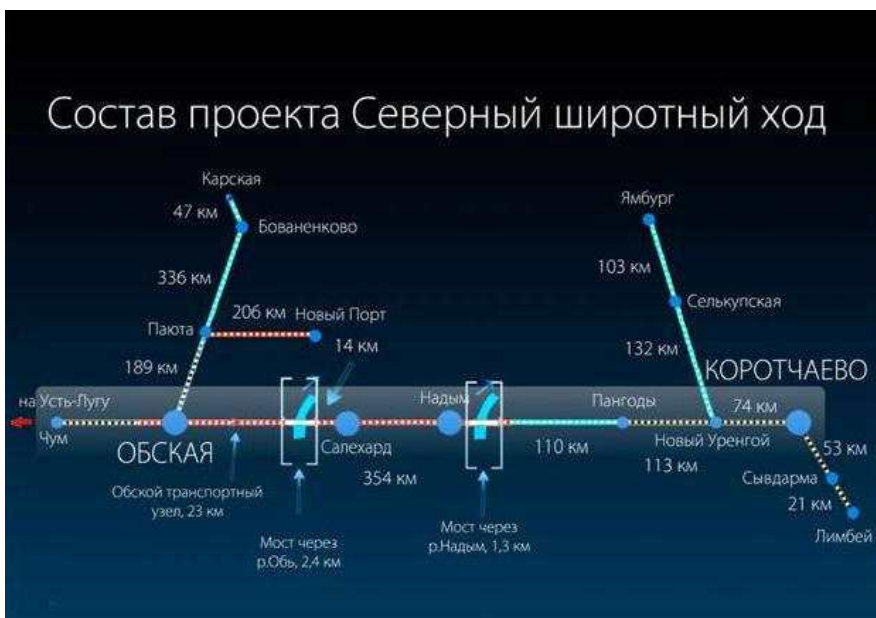 Состав проекта Северный широтный ход
Карская
47 км
Бованенково
336 км
206 км
Новый Порт
Паюта
14 км
189 км
Ямбург
103 км
Селькупская
132 км
КОРОТЧАЕВО
на Усть-Лугу
Надым
Пангоды
74 км
Чум
ОБСКАЯ
Салехард
354 км
110 км
Новый Уренгой
113 км
53 км
Сывдарма
21 км
Лимбей
Обской транспортный
узел, 23 км
Мост через
р.Обь, 2,4 км
Мост через
р.Надым, 1,3 км